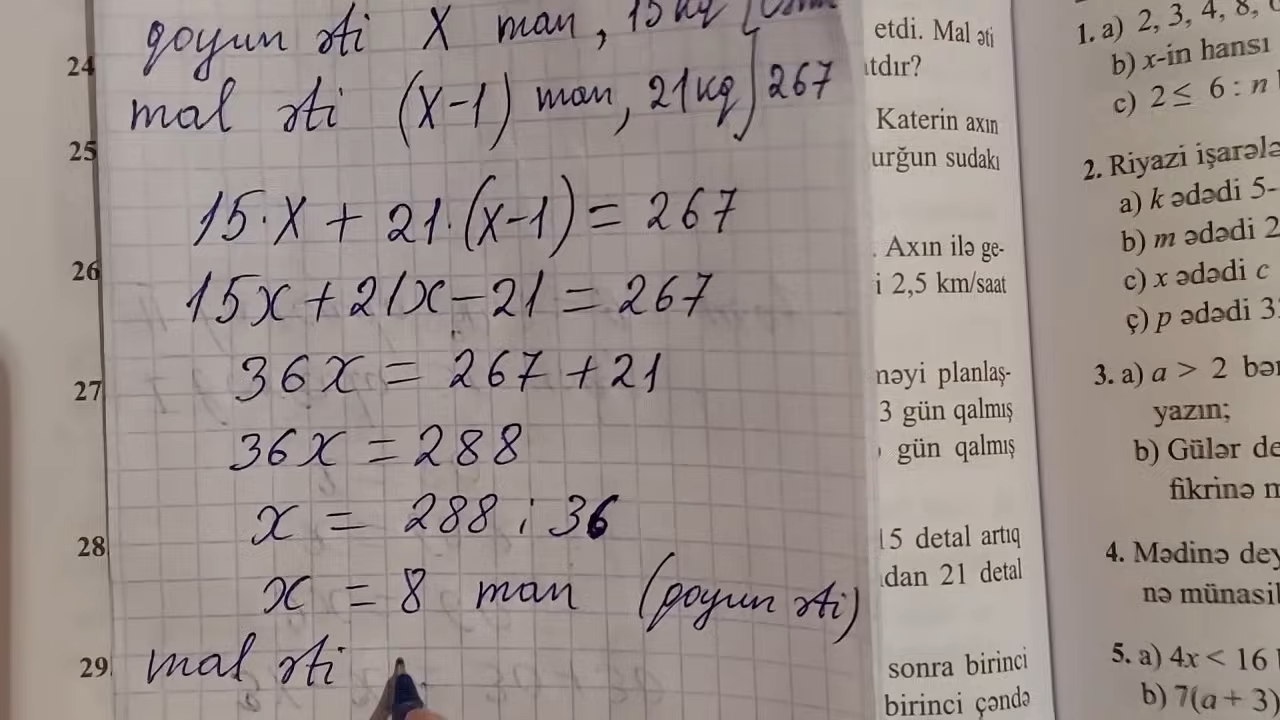 qoyun əti x man, 15 kq
mal əti (x-1) man, 21 kq] 267
15·x + 21·(x-1) = 267
15x + 21x - 21 = 267
36x = 267 + 21
36x = 288
x = 288 : 36
x = 8 man (qoyun əti)
mal əti
24
25
26
27
28
29
etdi. Mal əti
tdır?
Katerin axın
urğun sudakı
. Axın ilə ge-
i 2,5 km/saat
məyi planlaş-
3 gün qalmış
gün qalmış
15 detal artıq
dan 21 detal
sonra birinci
birinci çəndə
1. a) 2, 3, 4, 8,
b) x-in hansı
c) 2 ≤ 6 : n
2. Riyazi işarələ
a) k ədədi 5-
b) m ədədi 2
c) x ədədi c
ç) p ədədi 3
3. a) a > 2 bər
yazın;
b) Gülər de
fikrinə m
4. Mədinə dey
nə münasi
5. a) 4x < 16
b) 7(a + 3)